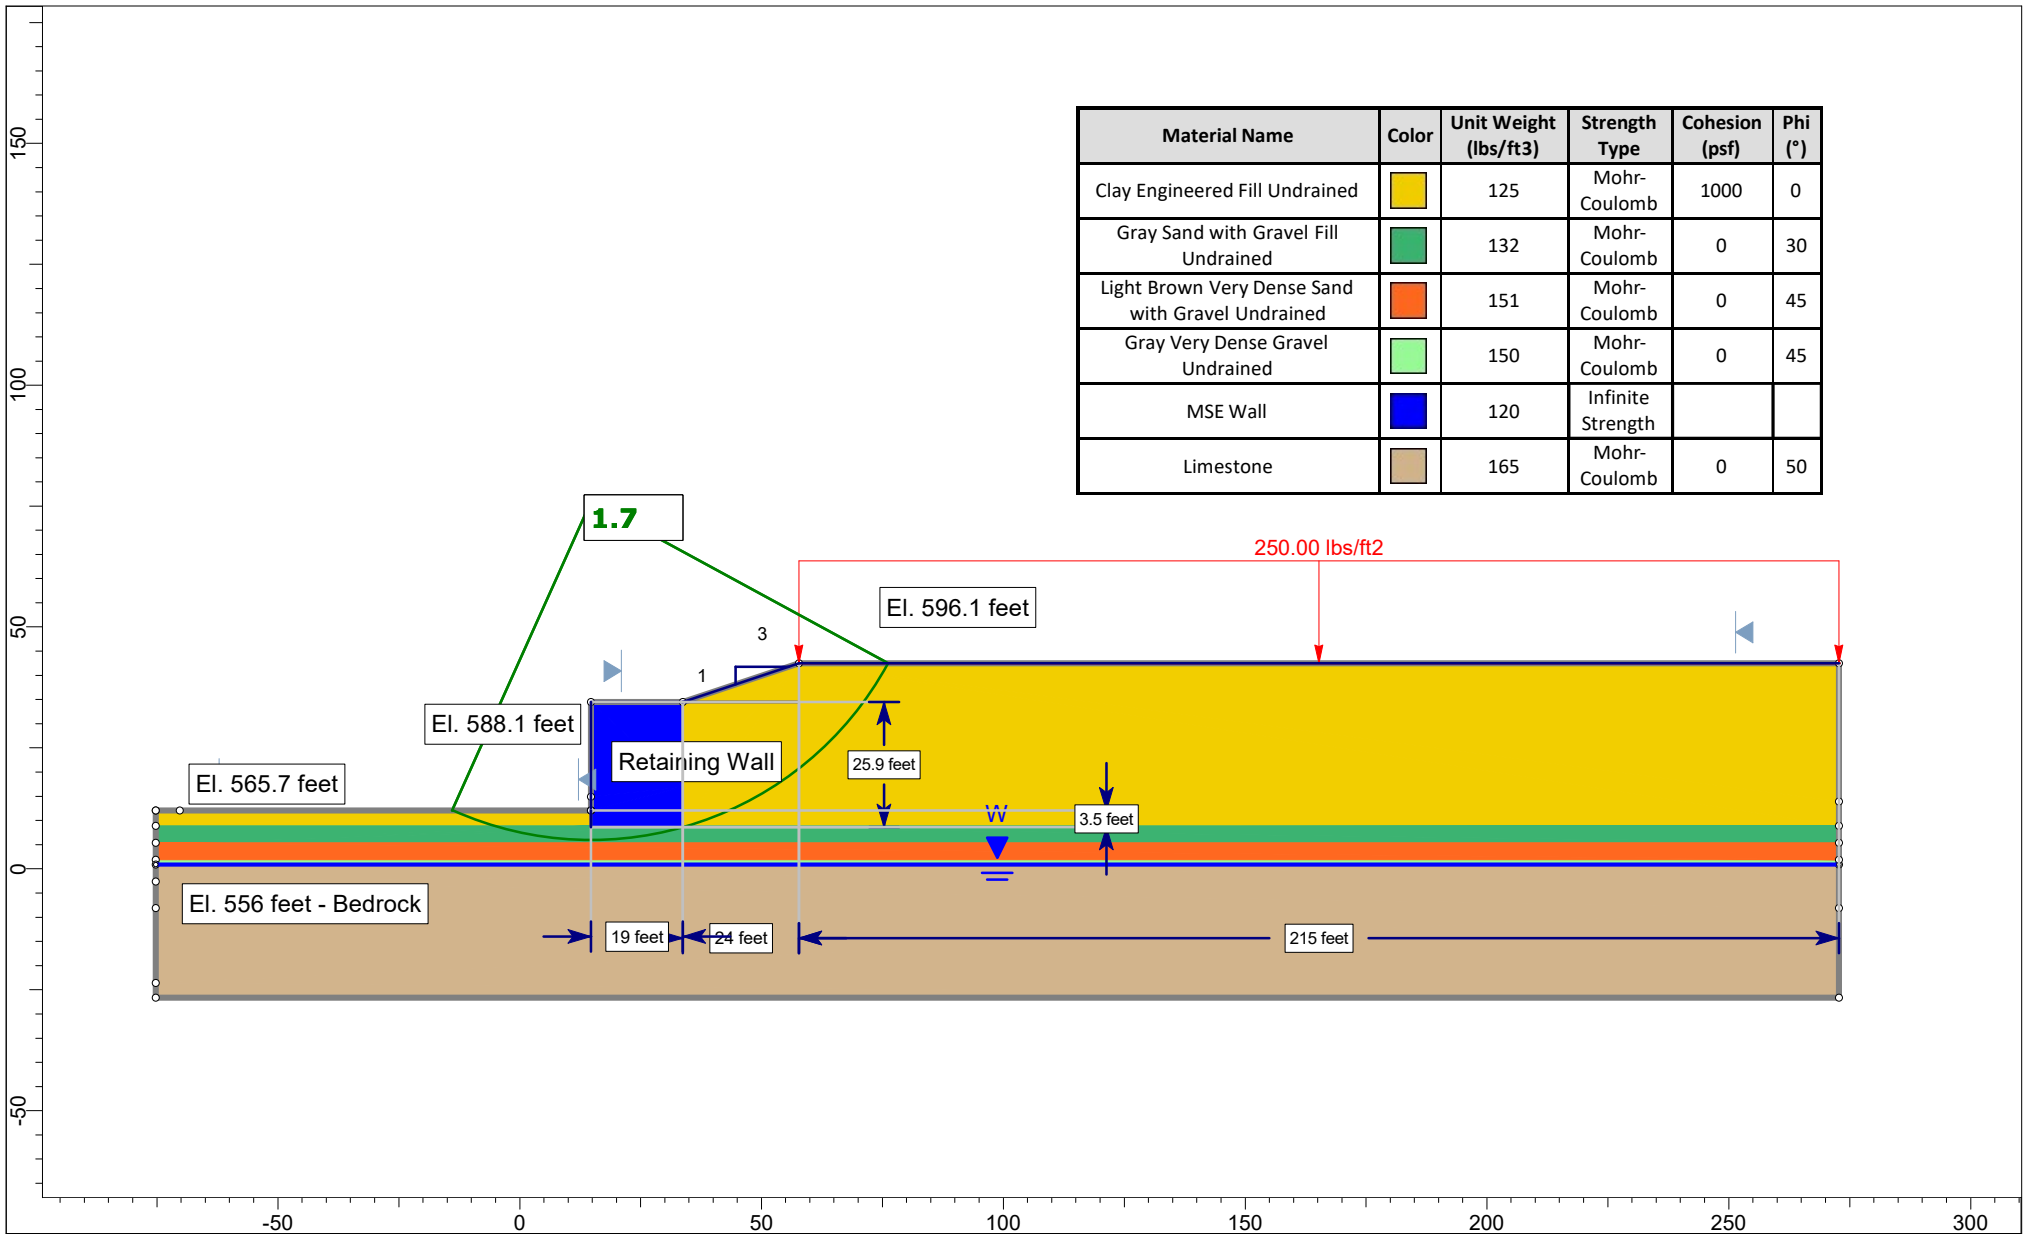 150
100
50
0
-50
Material Name Color Unit Weight (lbs/ft3) Strength Type Cohesion (psf) Phi (°)
Clay Engineered Fill Undrained 125 Mohr-Coulomb 1000 0
Gray Sand with Gravel Fill Undrained 132 Mohr-Coulomb 0 30
Light Brown Very Dense Sand with Gravel Undrained 151 Mohr-Coulomb 0 45
Gray Very Dense Gravel Undrained 150 Mohr-Coulomb 0 45
MSE Wall 120 Infinite Strength
Limestone 165 Mohr-Coulomb 0 50
1.7
250.00 lbs/ft2
El. 596.1 feet
3
1
El. 588.1 feet
Retaining Wall
25.9 feet
El. 565.7 feet
W
3.5 feet
El. 556 feet - Bedrock
19 feet
24 feet
215 feet
-50 0 50 100 150 200 250 300